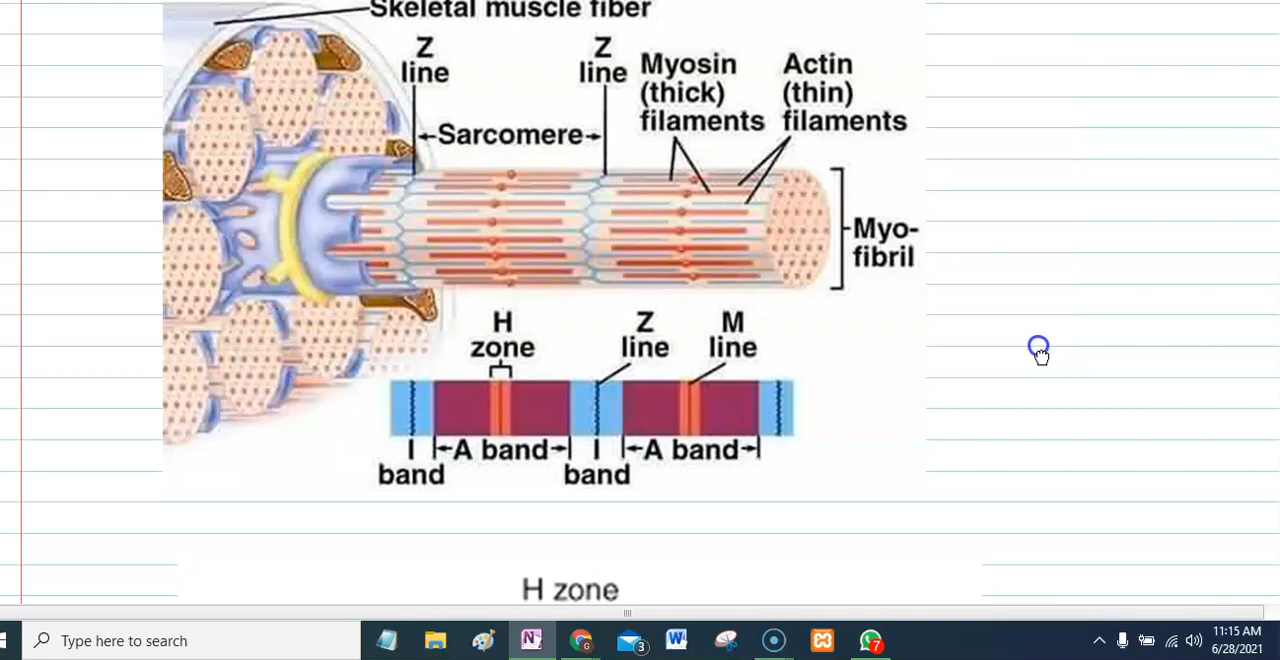 Skeletal muscle fiber
Z
line
Z
line
Myosin
(thick)
filaments
Actin
(thin)
filaments
Sarcomere
Myo-
fibril
H
zone
Z
line
M
line
I
band
A band
I
band
A band
H zone
Type here to search
N
G
3
W
7
11:15 AM
6/28/2021